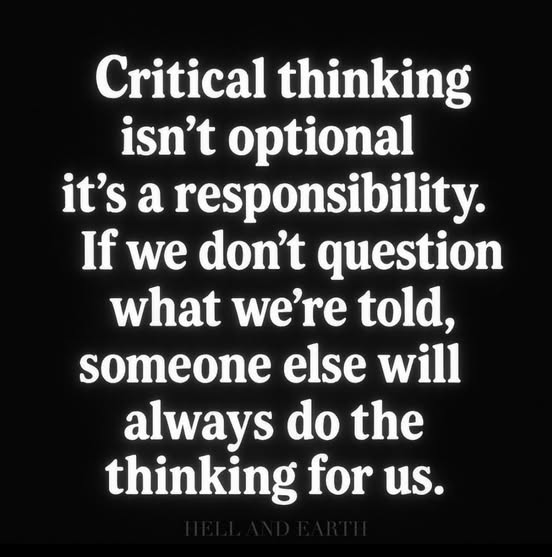 Critical thinking
isn’t optional
it’s a responsibility.
If we don’t question
what we’re told,
someone else will
always do the
thinking for us.
HELL AND EARTH